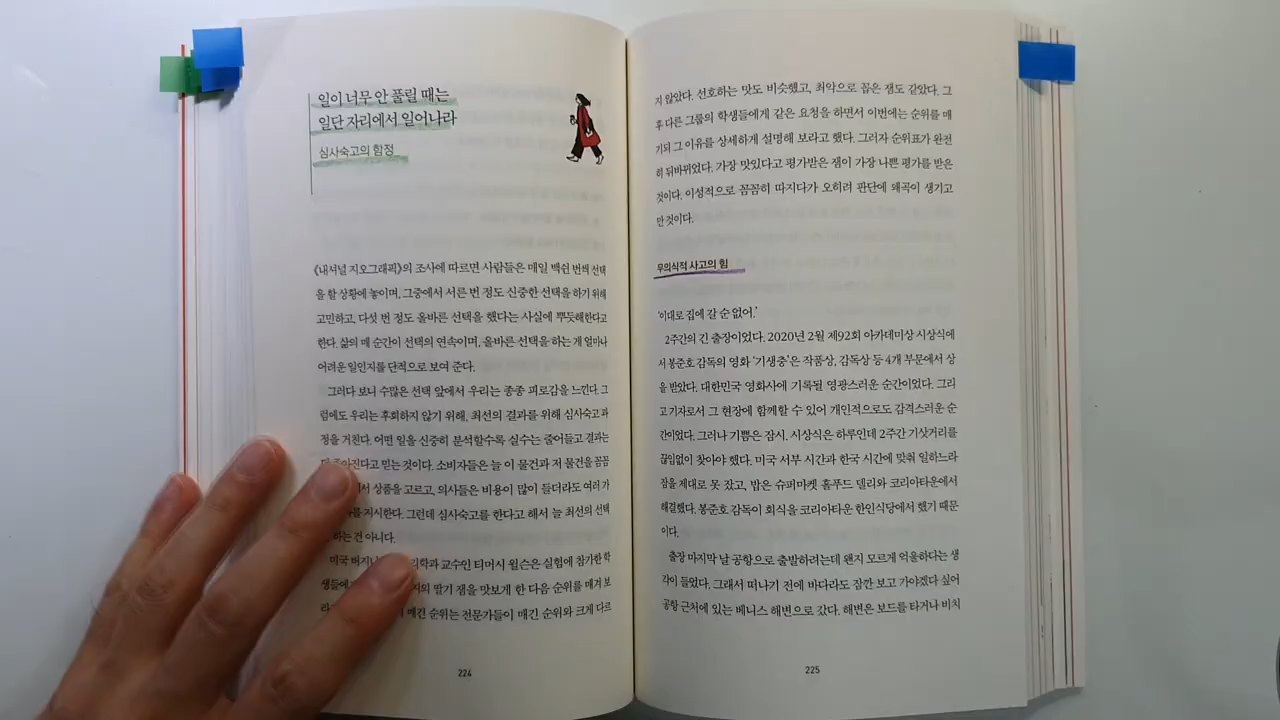 일이 너무 안 풀릴 때는
일단 자리에서 일어나라
심사숙고의 함정
《내셔널 지오그래픽》의 조사에 따르면 사람들은 매일 백쉰 번씩 선택
을 할 상황에 놓이며, 그중에서 서른 번 정도 신중한 선택을 하기 위해
고민하고, 다섯 번 정도 올바른 선택을 했다는 사실에 뿌듯해한다고
한다. 삶의 매 순간이 선택의 연속이며, 올바른 선택을 하는 게 얼마나
어려운 일인지를 단적으로 보여 준다.
그러다 보니 수많은 선택 앞에서 우리는 종종 피로감을 느낀다. 그
럼에도 우리는 후회하지 않기 위해, 최선의 결과를 위해 심사숙고 과
정을 거친다. 어떤 일을 신중히 분석할수록 실수는 줄어들고 결과는
더 좋아진다고 믿는 것이다. 소비자들은 늘 이 물건과 저 물건을 꼼꼼
서 상품을 고르고, 의사들은 비용이 많이 들더라도 여러 가
를 지시한다. 그런데 심사숙고를 한다고 해서 늘 최선의 선택
하는 건 아니다.
미국 버지니 리학과 교수인 티머시 윌슨은 실험에 참가한 학
생들에 지의 딸기 잼을 맛보게 한 다음 순위를 매겨 보
라 매긴 순위는 전문가들이 매긴 순위와 크게 다르
224
지 않았다. 선호하는 맛도 비슷했고, 최악으로 꼽은 잼도 같았다. 그
후 다른 그룹의 학생들에게 같은 요청을 하면서 이번에는 순위를 매
기되 그 이유를 상세하게 설명해 보라고 했다. 그러자 순위표가 완전
히 뒤바뀌었다. 가장 맛있다고 평가받은 잼이 가장 나쁜 평가를 받은
것이다. 이성적으로 꼼꼼히 따지다가 오히려 판단에 왜곡이 생기고
만 것이다.
무의식적 사고의 힘
'이대로 집에 갈 순 없어.'
2주간의 긴 출장이었다. 2020년 2월 제92회 아카데미상 시상식에
서 봉준호 감독의 영화 '기생충'은 작품상, 감독상 등 4개 부문에서 상
을 받았다. 대한민국 영화사에 기록될 영광스러운 순간이었다. 그리
고 기자로서 그 현장에 함께할 수 있어 개인적으로도 감격스러운 순
간이었다. 그러나 기쁨은 잠시, 시상식은 하루인데 2주간 기삿거리를
끊임없이 찾아야 했다. 미국 서부 시간과 한국 시간에 맞춰 일하느라
잠을 제대로 못 잤고, 밥은 슈퍼마켓 홀푸드 델리와 코리아타운에서
해결했다. 봉준호 감독이 회식을 코리아타운 한인식당에서 했기 때문
이다.
출장 마지막 날 공항으로 출발하려는데 왠지 모르게 억울하다는 생
각이 들었다. 그래서 떠나기 전에 바다라도 잠깐 보고 가야겠다 싶어
공항 근처에 있는 베니스 해변으로 갔다. 해변은 보드를 타거나 비치
225